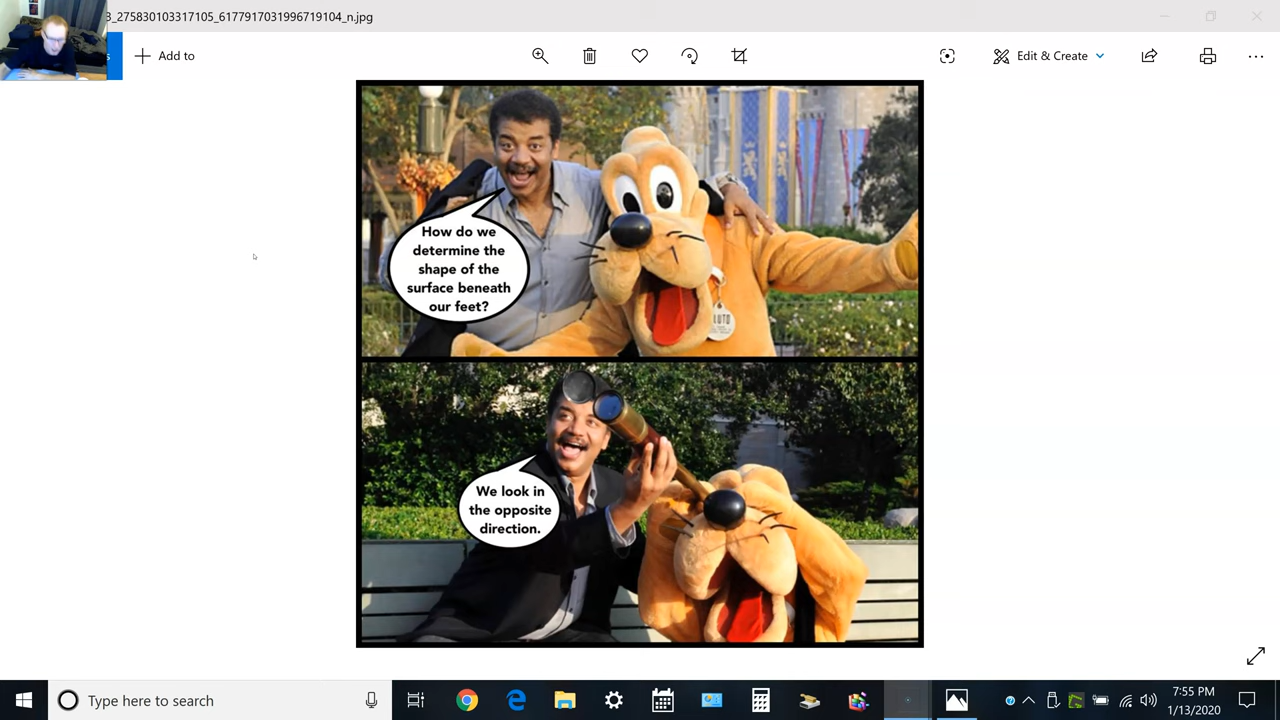 3_275830103317105_6177917031996719104_n.jpg
Add to
Edit & Create
How do we
determine the
shape of the
surface beneath
our feet?
We look in
the opposite
direction.
Type here to search
7:55 PM
1/13/2020